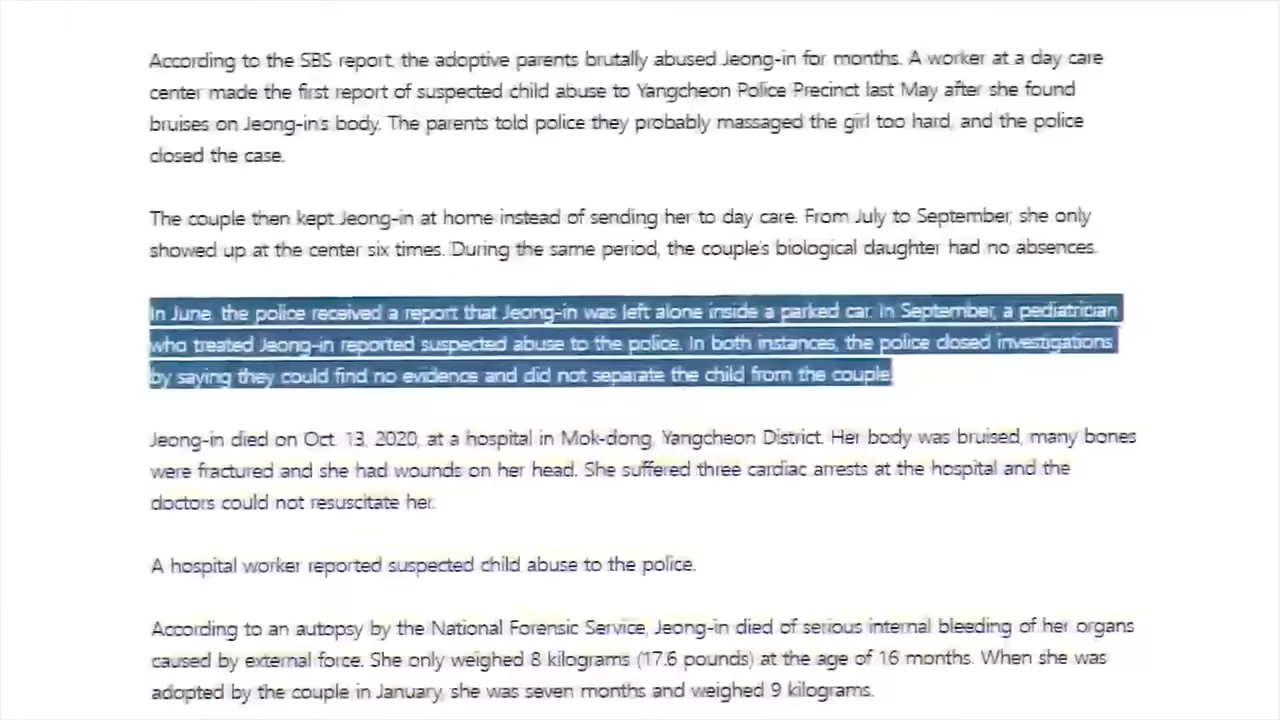 According to the SBS report, the adoptive parents brutally abused Jeong-in for months. A worker at a day care
center made the first report of suspected child abuse to Yangcheon Police Precinct last May after she found
bruises on Jeong-in's body. The parents told police they probably massaged the girl too hard, and the police
closed the case.
The couple then kept Jeong-in at home instead of sending her to day care. From July to September, she only
showed up at the center six times. During the same period, the couple's biological daughter had no absences.
In June, the police received a report that Jeong-in was left alone inside a parked car. In September, a pediatrician
who treated Jeong-in reported suspected abuse to the police. In both instances, the police closed investigations
by saying they could find no evidence and did not separate the child from the couple.
Jeong-in died on Oct. 13, 2020, at a hospital in Mok-dong, Yangcheon District. Her body was bruised, many bones
were fractured and she had wounds on her head. She suffered three cardiac arrests at the hospital and the
doctors could not resuscitate her.
A hospital worker reported suspected child abuse to the police.
According to an autopsy by the National Forensic Service, Jeong-in died of serious internal bleeding of her organs
caused by external force. She only weighed 8 kilograms (17.6 pounds) at the age of 16 months. When she was
adopted by the couple in January, she was seven months and weighed 9 kilograms.